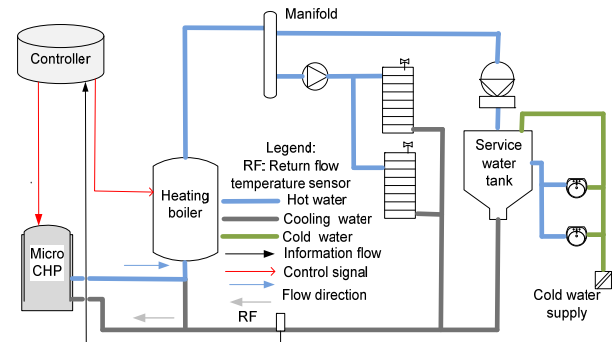 Manifold
Controller
Legend:
RF: Return flow
temperature sensor
Hot water
Cooling water
Cold water
Information flow
Control signal
Flow direction
Heating
boiler
Service
water
tank
Micro
CHP
RF
Cold water
supply